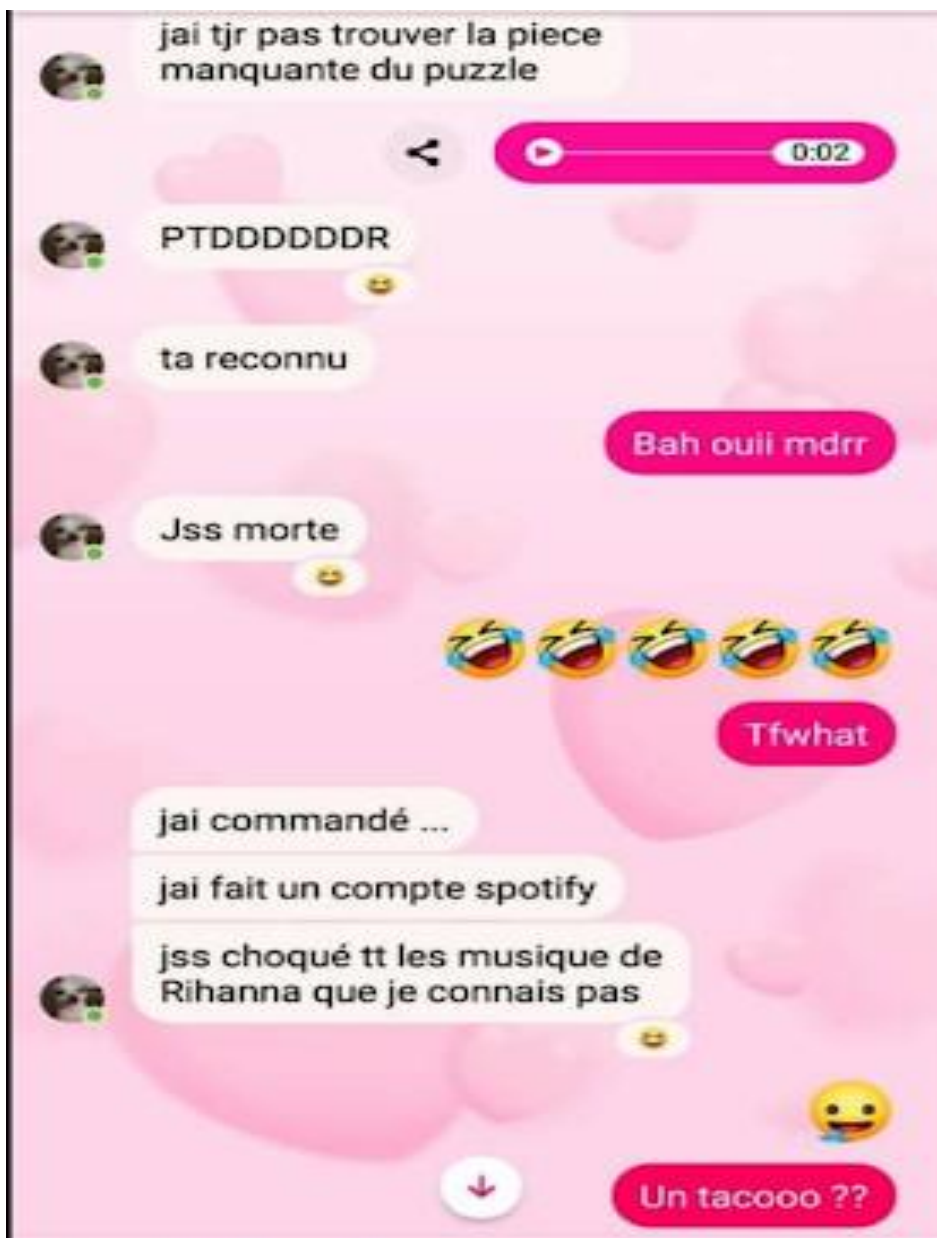 jai tjr pas trouver la piece
manquante du puzzle
0:02
PTDDDDDDR
ta reconnu
Bah ouii mdrr
Jss morte
Tfwhat
jai commandé ...
jai fait un compte spotify
jss choqué tt les musique de
Rihanna que je connais pas
Un tacooo ??